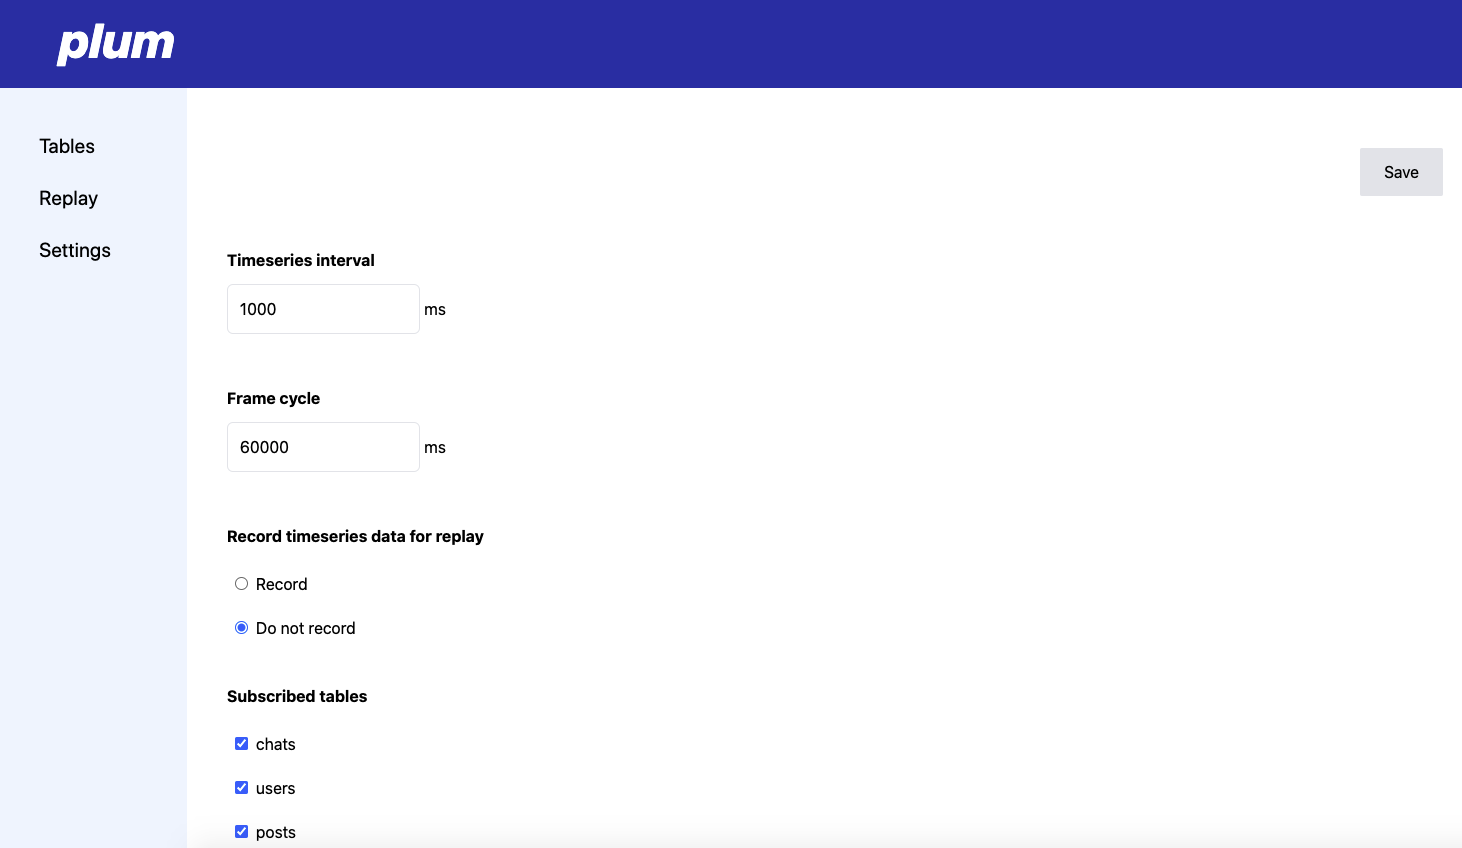 plum
Tables
Replay
Settings
Save
Timeseries interval
1000 ms
Frame cycle
60000 ms
Record timeseries data for replay
Record
Do not record
Subscribed tables
chats
users
posts